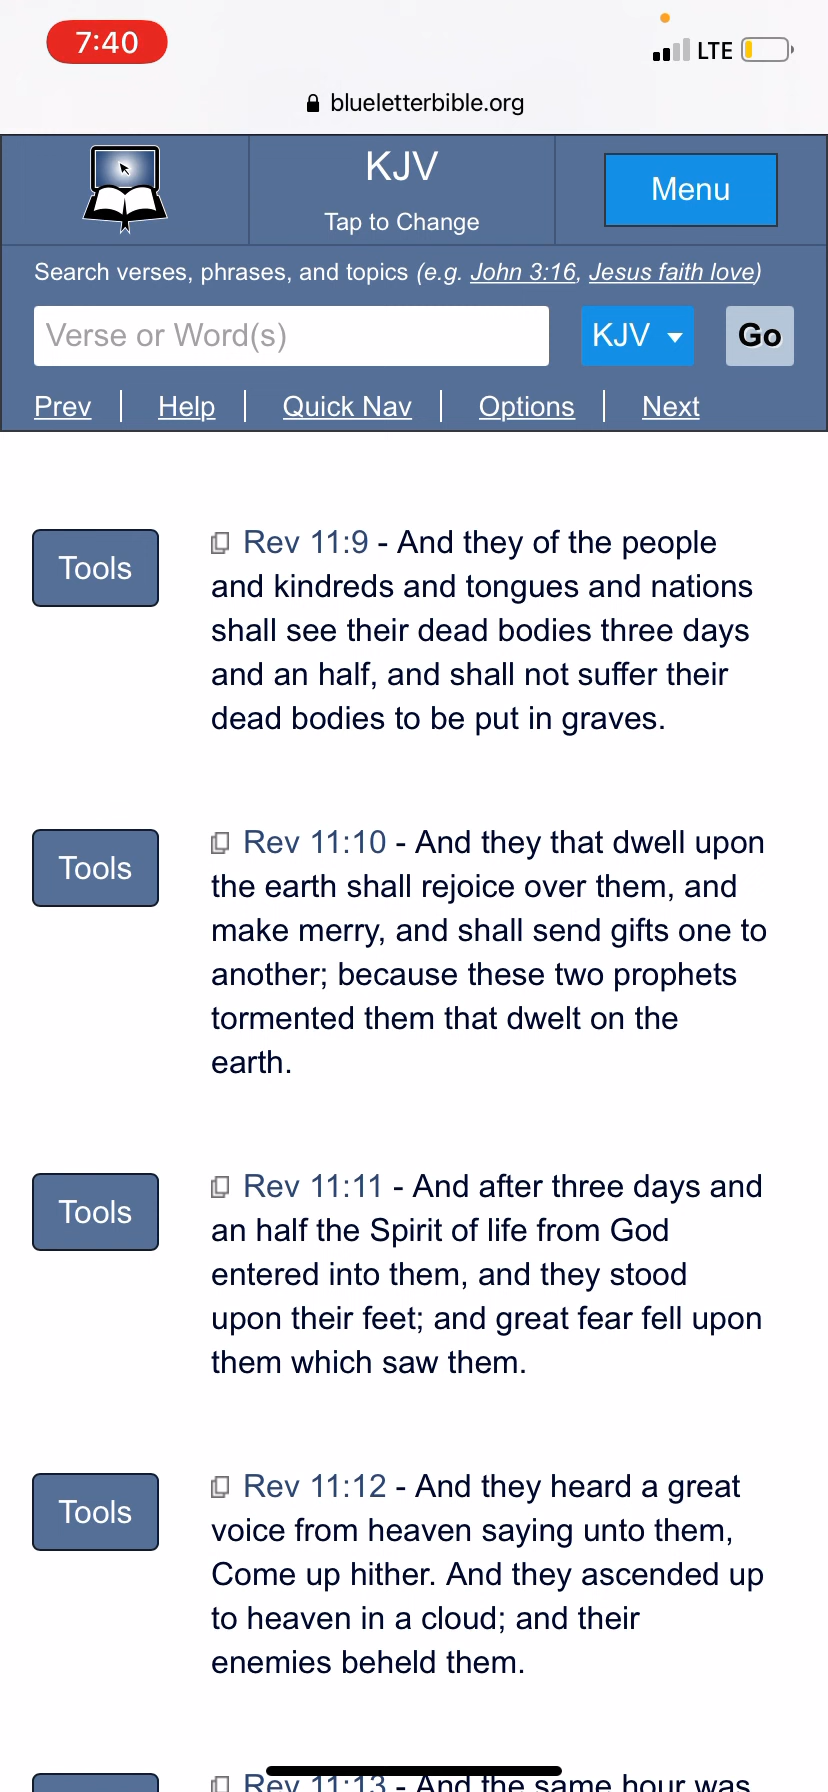 7:40
LTE
blueletterbible.org
KJV
Tap to Change
Menu
Search verses, phrases, and topics (e.g. John 3:16, Jesus faith love)
Verse or Word(s)
KJV
Go
Prev | Help | Quick Nav | Options | Next
Tools
Rev 11:9 - And they of the people
and kindreds and tongues and nations
shall see their dead bodies three days
and an half, and shall not suffer their
dead bodies to be put in graves.
Tools
Rev 11:10 - And they that dwell upon
the earth shall rejoice over them, and
make merry, and shall send gifts one to
another; because these two prophets
tormented them that dwelt on the
earth.
Tools
Rev 11:11 - And after three days and
an half the Spirit of life from God
entered into them, and they stood
upon their feet; and great fear fell upon
them which saw them.
Tools
Rev 11:12 - And they heard a great
voice from heaven saying unto them,
Come up hither. And they ascended up
to heaven in a cloud; and their
enemies beheld them.
Rev 11:13 - And the same hour was